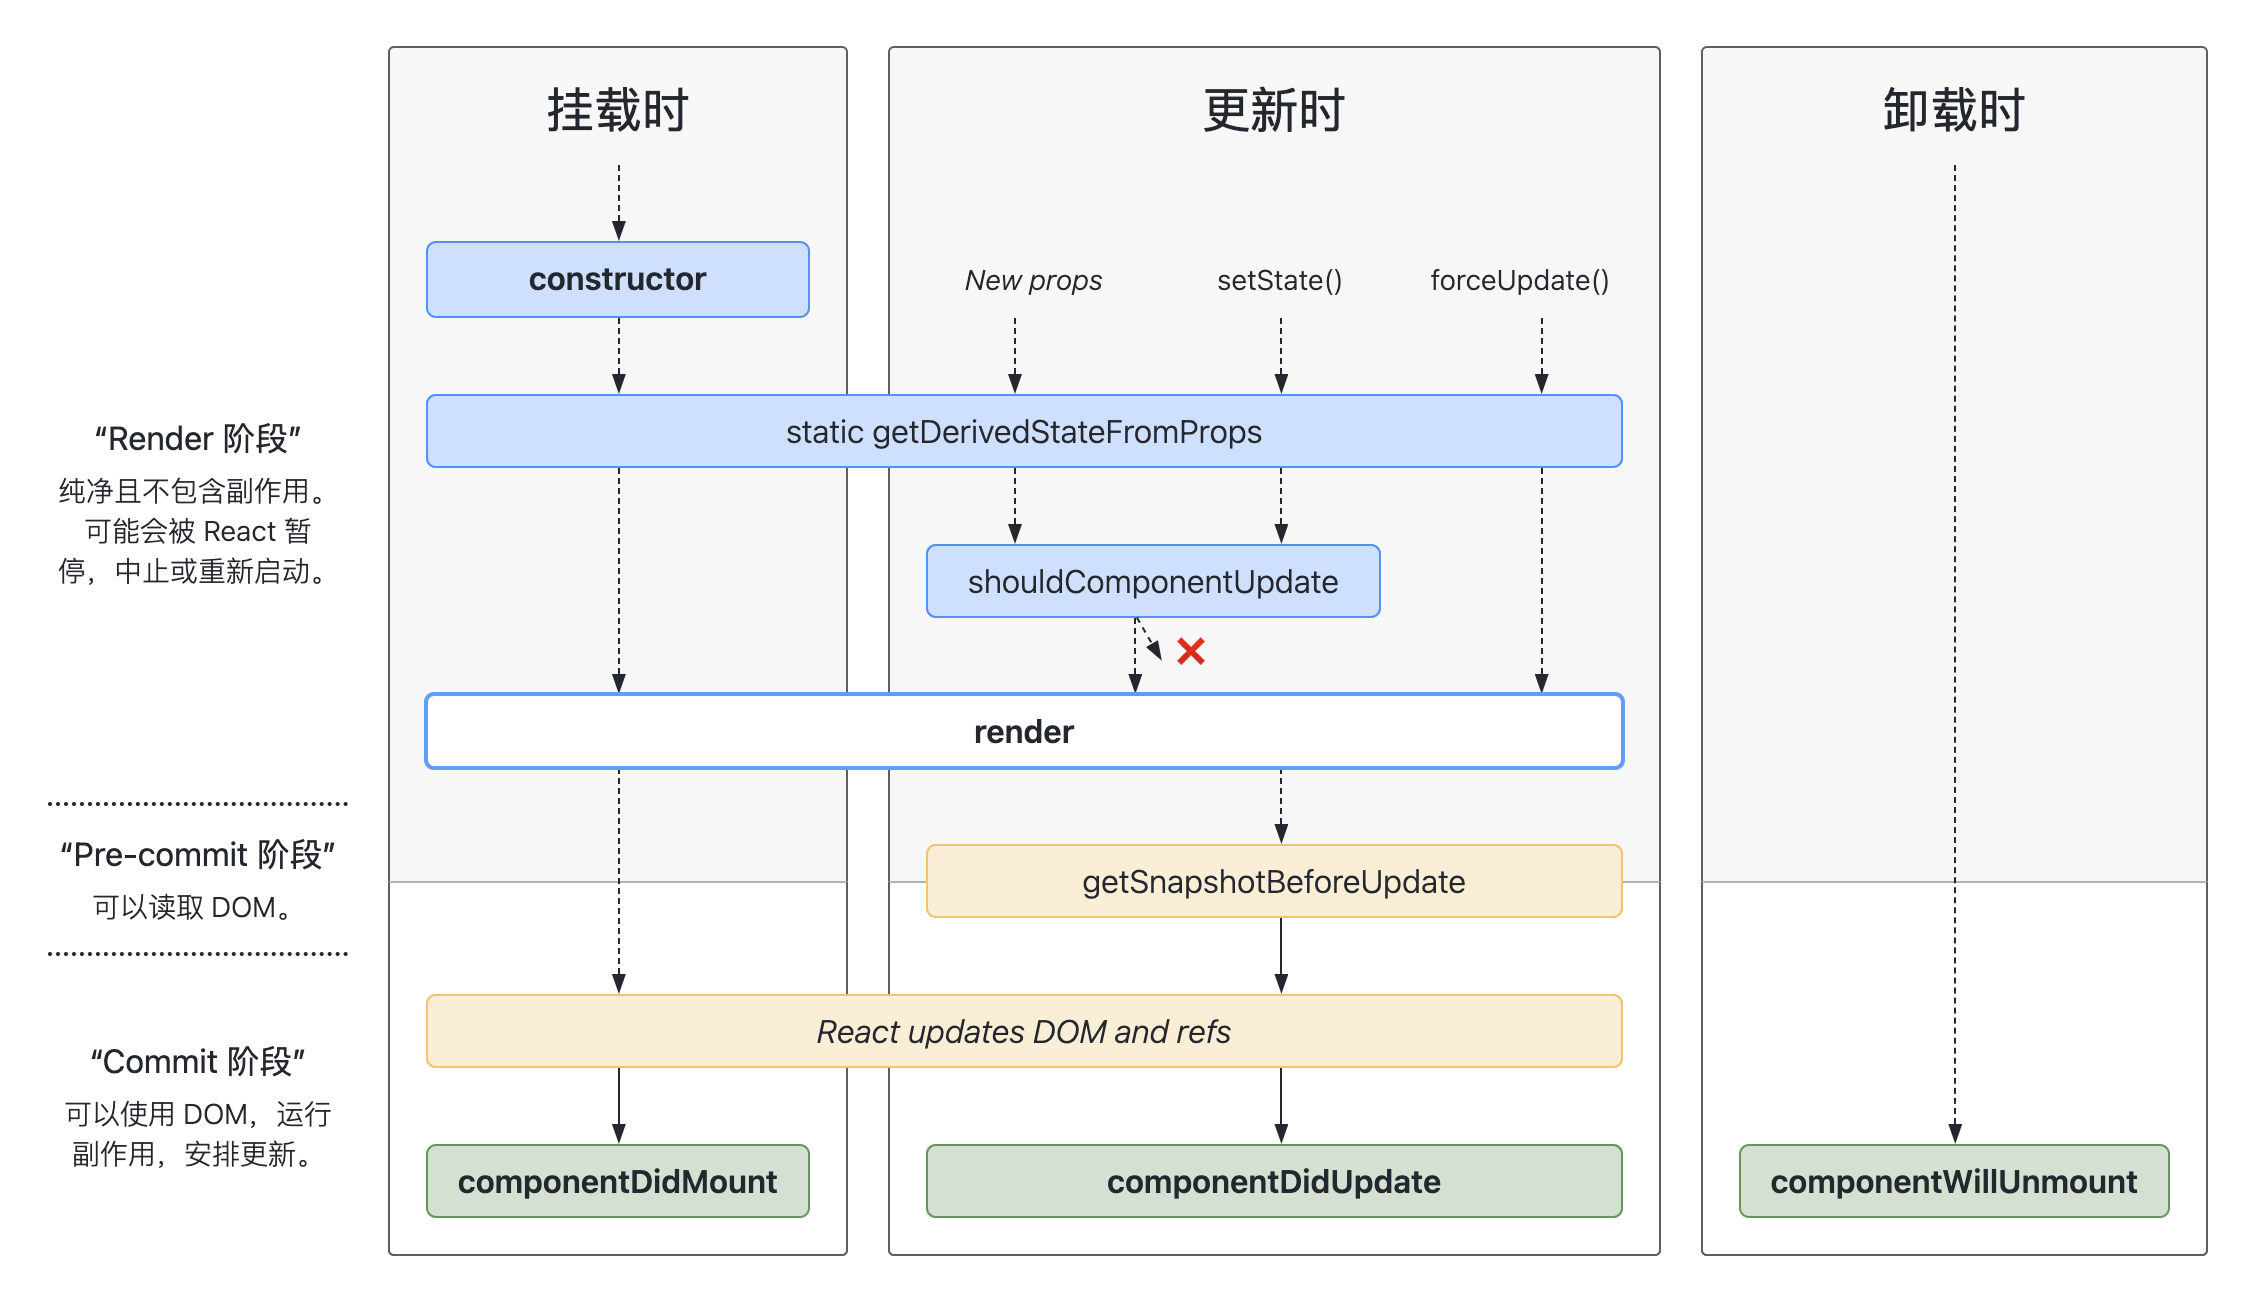 挂载时
更新时
卸载时
constructor
New props
setState()
forceUpdate()
static getDerivedStateFromProps
“Render 阶段”
纯净且不包含副作用。
可能会被 React 暂
停，中止或重新启动。
shouldComponentUpdate
render
“Pre-commit 阶段”
可以读取 DOM。
getSnapshotBeforeUpdate
React updates DOM and refs
“Commit 阶段”
可以使用 DOM，运行
副作用，安排更新。
componentDidMount
componentDidUpdate
componentWillUnmount